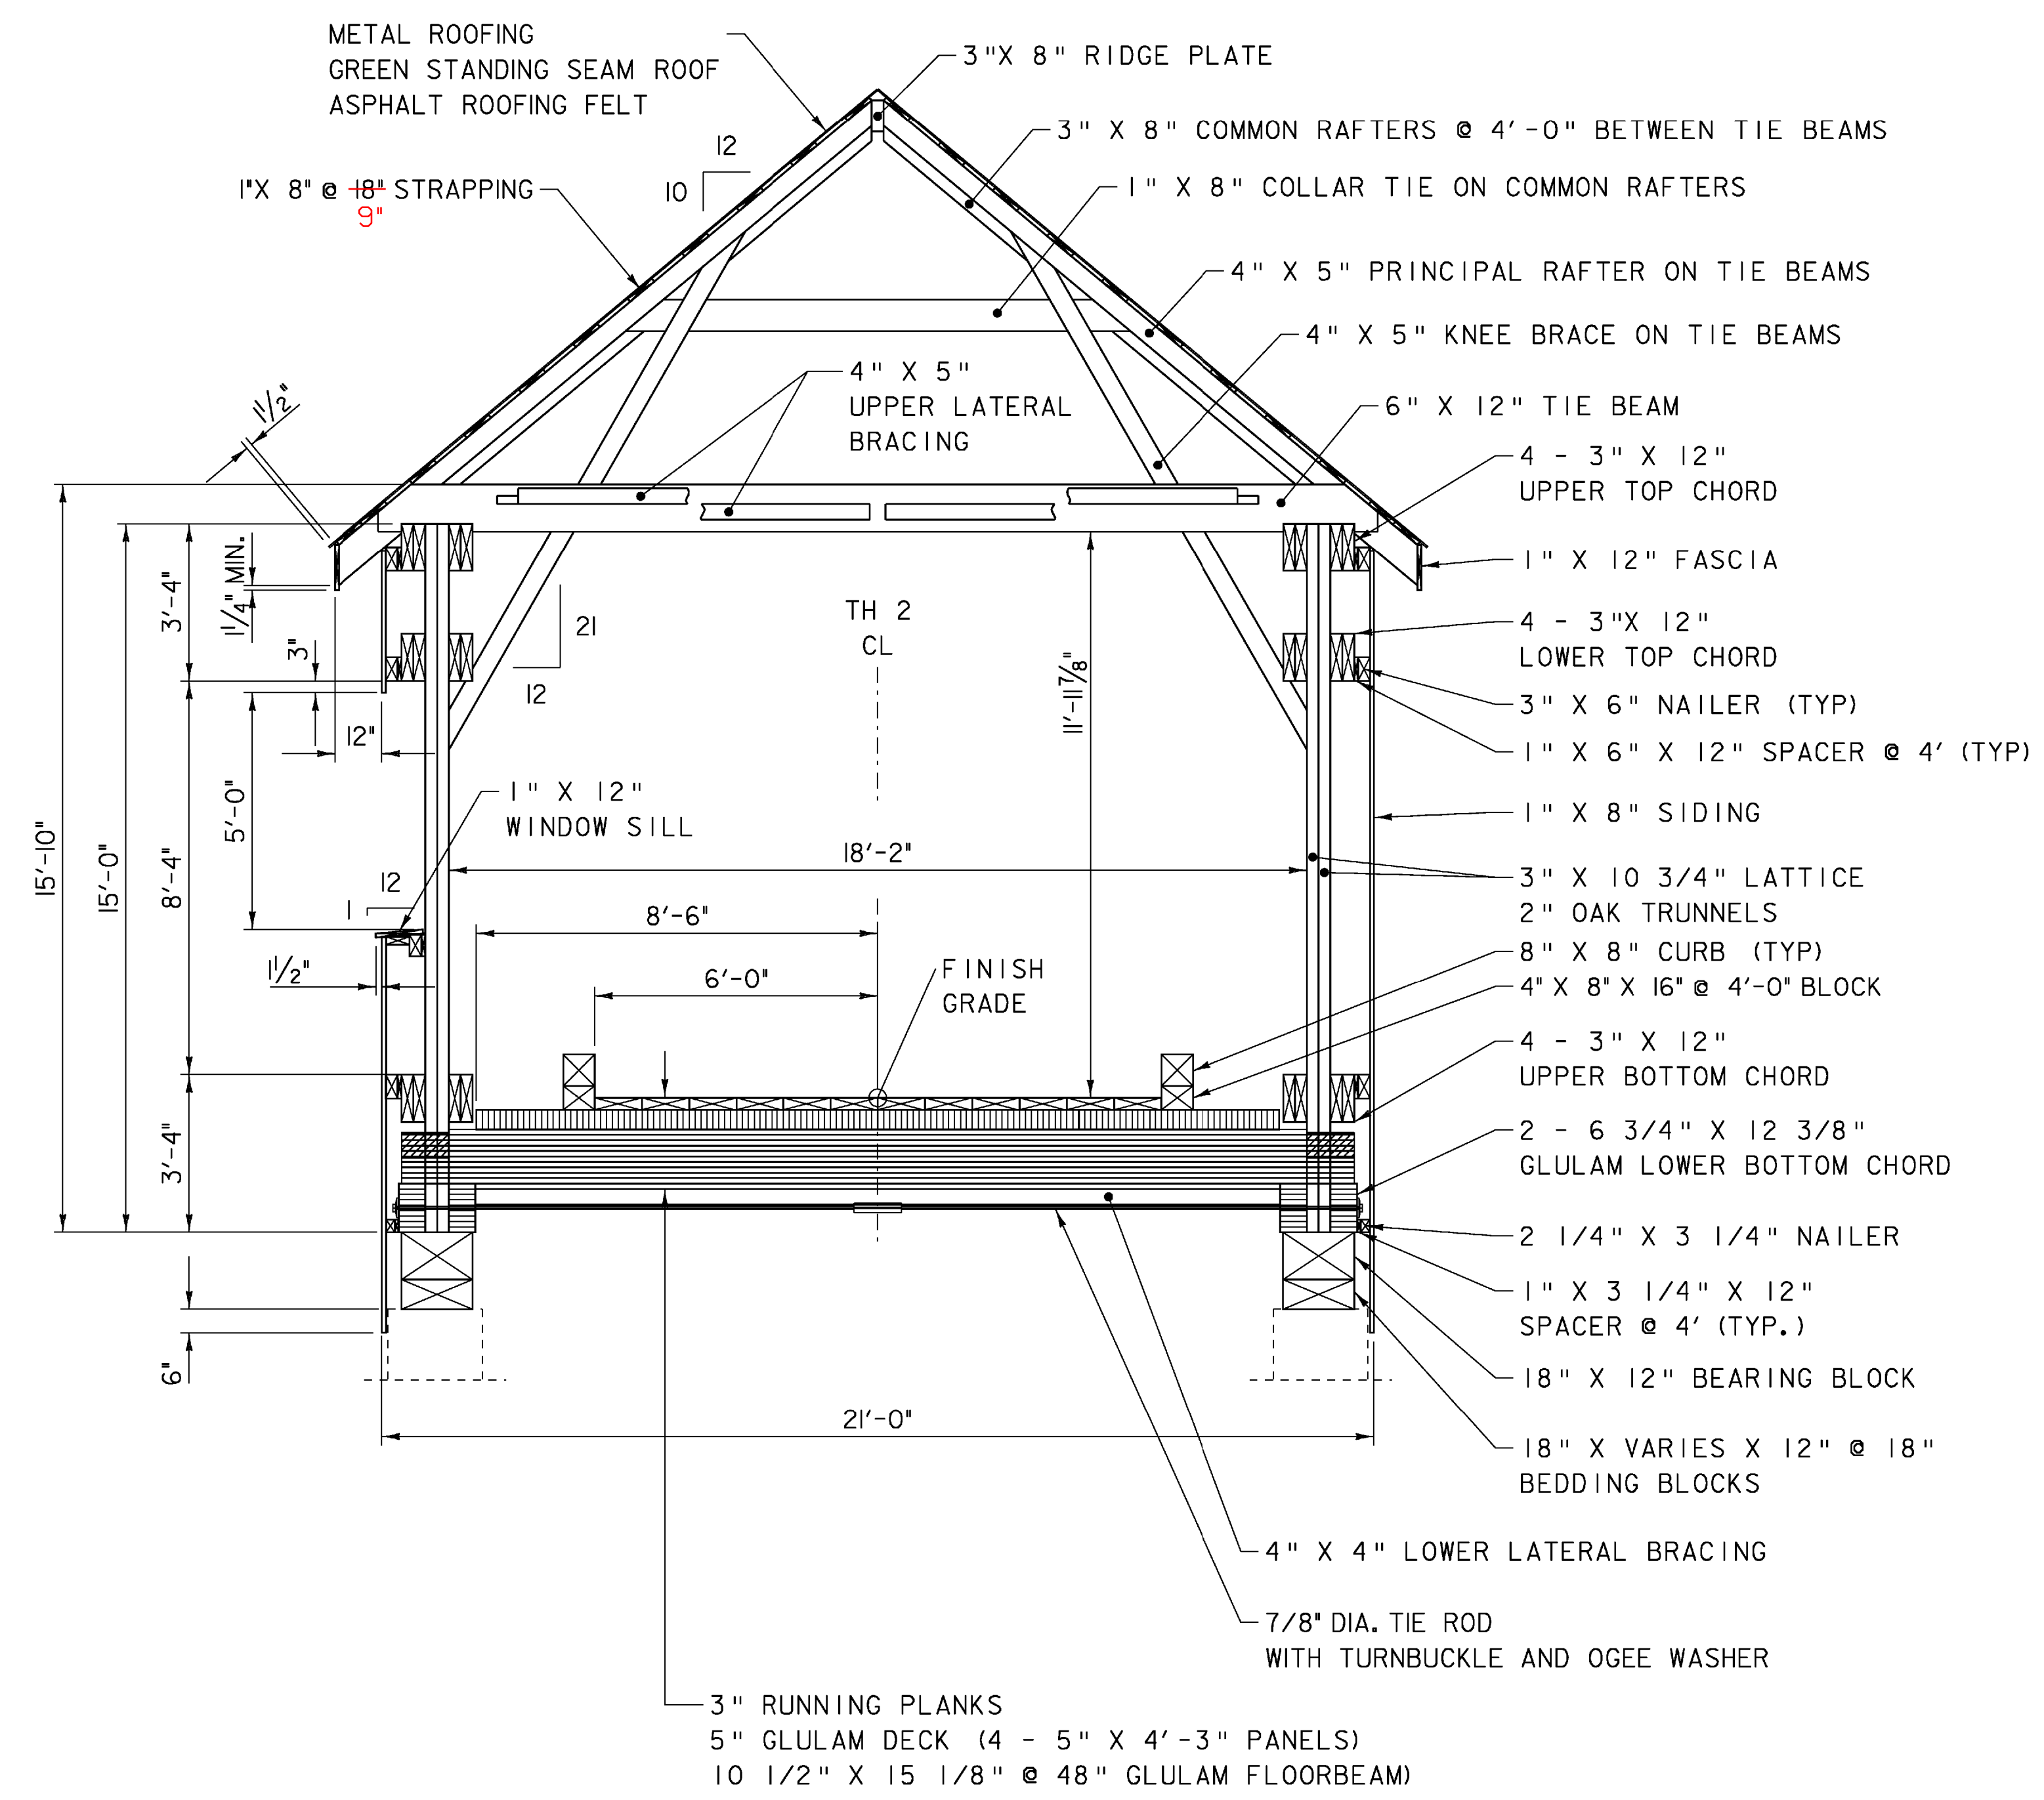 METAL ROOFING
GREEN STANDING SEAM ROOF
ASPHALT ROOFING FELT
3"X 8" RIDGE PLATE
12
10
3" X 8" COMMON RAFTERS @ 4'-0" BETWEEN TIE BEAMS
1"X 8" @ 18" STRAPPING
9"
1" X 8" COLLAR TIE ON COMMON RAFTERS
4" X 5" PRINCIPAL RAFTER ON TIE BEAMS
4" X 5" KNEE BRACE ON TIE BEAMS
4" X 5"
UPPER LATERAL
BRACING
6" X 12" TIE BEAM
1 1/2"
4 - 3" X 12"
UPPER TOP CHORD
1" X 12" FASCIA
1 1/4" MIN.
3'-4"
3"
12"
21
12
TH 2
CL
11'-11 7/8"
4 - 3"X 12"
LOWER TOP CHORD
3" X 6" NAILER (TYP)
1" X 6" X 12" SPACER @ 4' (TYP)
1" X 8" SIDING
15'-10"
15'-0"
8'-4"
5'-0"
1" X 12"
WINDOW SILL
12
1
1 1/2"
18'-2"
8'-6"
6'-0"
FINISH
GRADE
3" X 10 3/4" LATTICE
2" OAK TRUNNELS
8" X 8" CURB (TYP)
4" X 8" X 16" @ 4'-0" BLOCK
4 - 3" X 12"
UPPER BOTTOM CHORD
2 - 6 3/4" X 12 3/8"
GLULAM LOWER BOTTOM CHORD
3'-4"
2 1/4" X 3 1/4" NAILER
1" X 3 1/4" X 12"
SPACER @ 4' (TYP.)
6"
18" X 12" BEARING BLOCK
21'-0"
18" X VARIES X 12" @ 18"
BEDDING BLOCKS
4" X 4" LOWER LATERAL BRACING
7/8" DIA. TIE ROD
WITH TURNBUCKLE AND OGEE WASHER
3" RUNNING PLANKS
5" GLULAM DECK (4 - 5" X 4'-3" PANELS)
10 1/2" X 15 1/8" @ 48" GLULAM FLOORBEAM)